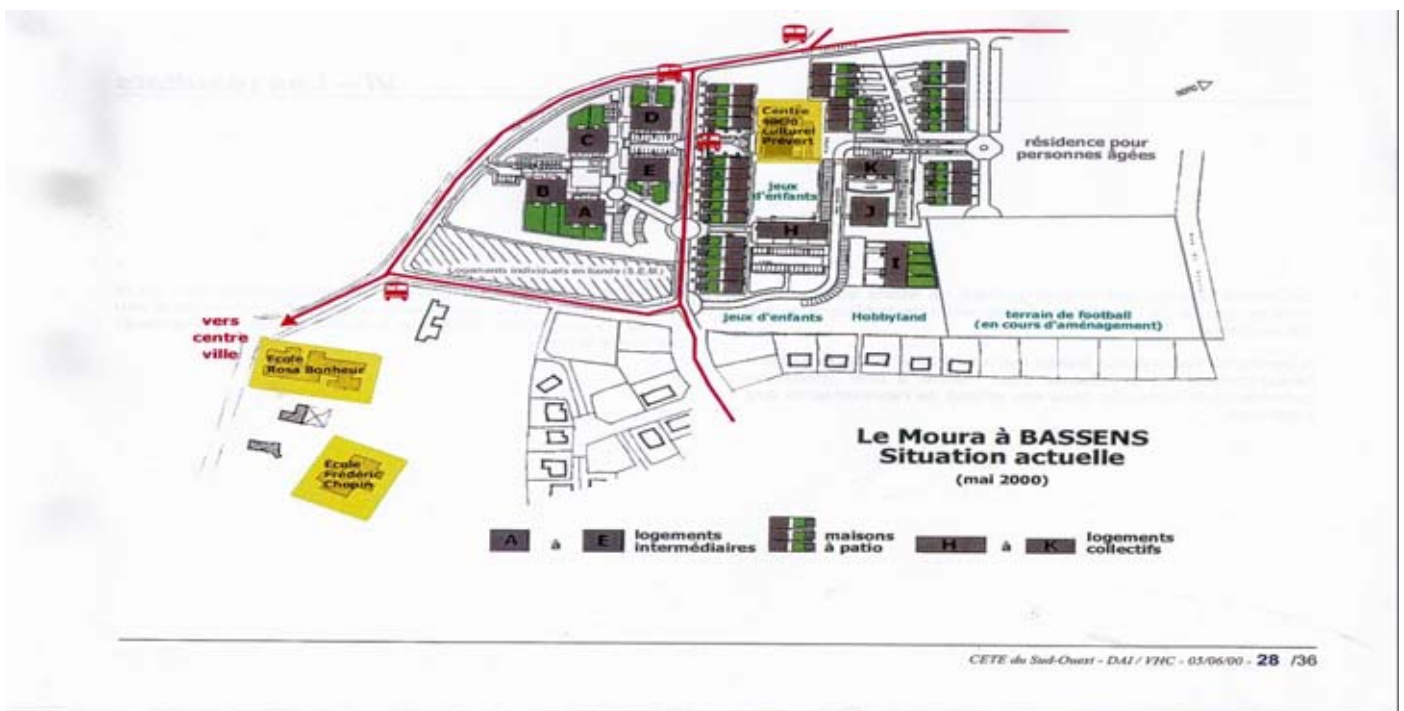 D
C
E
B
A
Centre
Culturel
Prévert
jeux
d'enfants
K
J
H
I
résidence pour
personnes âgées
Logements individuels en bande (S.E.M.)
jeux d'enfants
Hobbyland
terrain de football
(en cours d'aménagement)
vers
centre
ville
Ecole
Rosa Bonheur
Ecole
Frédéric
Chopin
Le Moura à BASSENS
Situation actuelle
(mai 2000)
A à E logements
intermédiaires
maisons
à patio
H à K logements
collectifs
CETE du Sud-Ouest - DAI / VHC - 05/06/00 - 28 /36